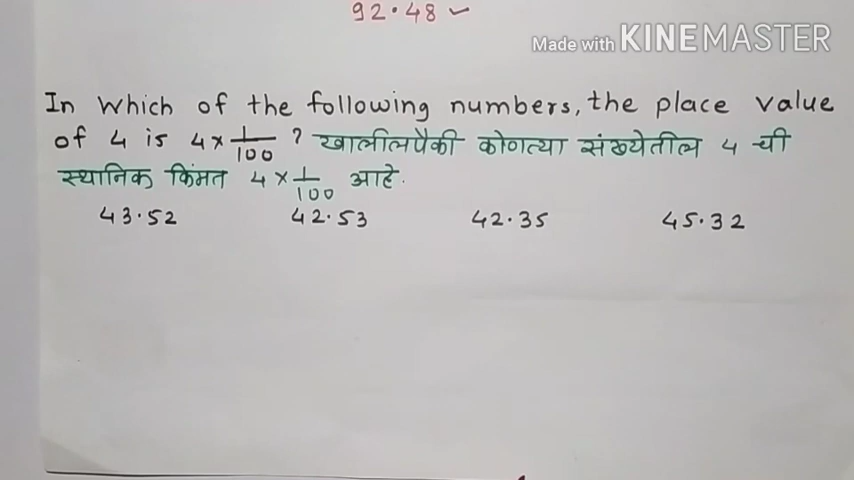 92.48 ✓
Made with KINEMASTER
In which of the following numbers, the place value
of 4 is 4 × 1/100 ? खालीलपैकी कोणत्या संख्येतील 4 ची
स्थानिक किंमत 4 × 1/100 आहे.
43.52 42.53 42.35 45.32